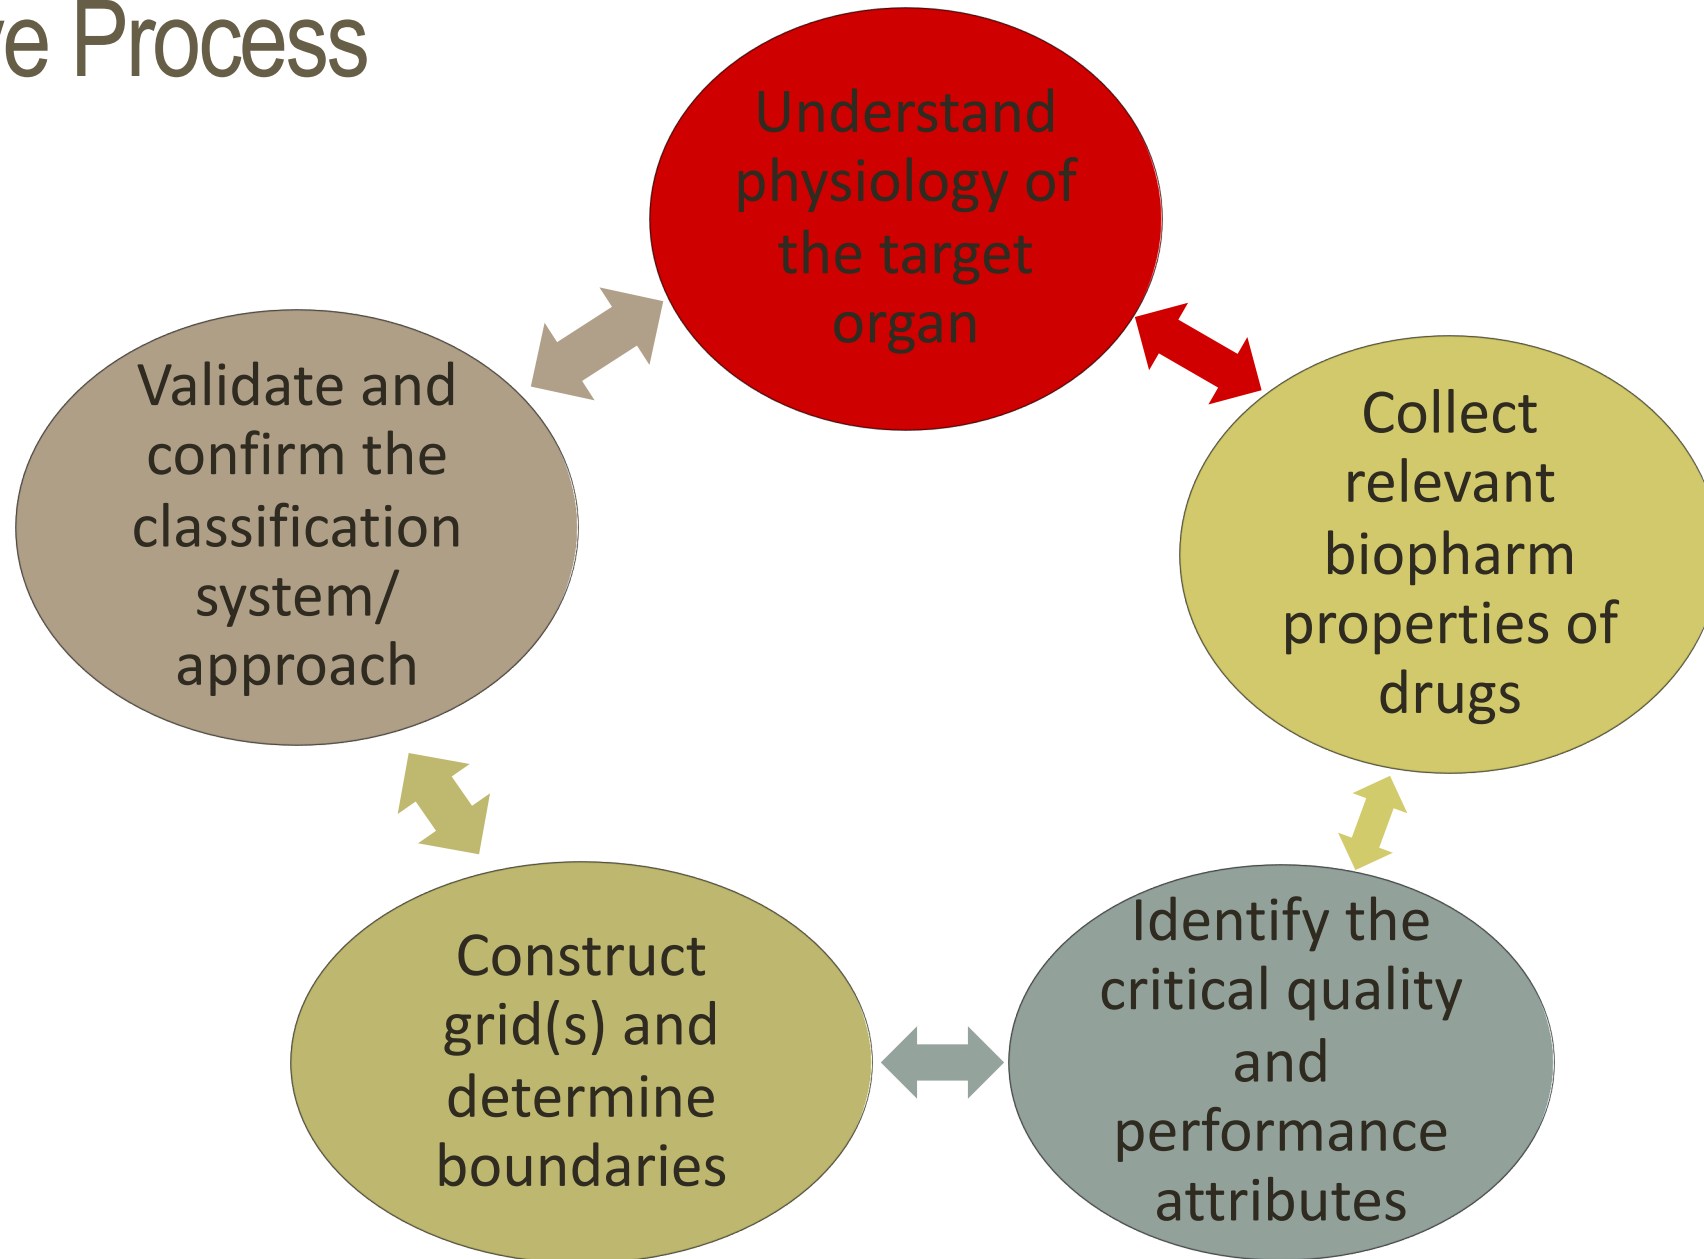 ve Process
Understand
physiology of
the target
organ
Collect
relevant
biopharm
properties of
drugs
Identify the
critical quality
and
performance
attributes
Construct
grid(s) and
determine
boundaries
Validate and
confirm the
classification
system/
approach